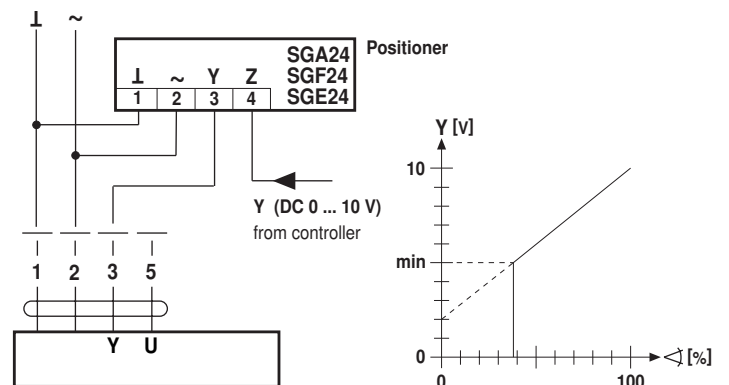 ⊥ ~
SGA24 Positioner
⊥ ~ Y Z SGF24
1 2 3 4 SGE24
Y (DC 0 ... 10 V)
from controller
1 2 3 5
Y U
Y [V]
10
min
0
0 100
[%]